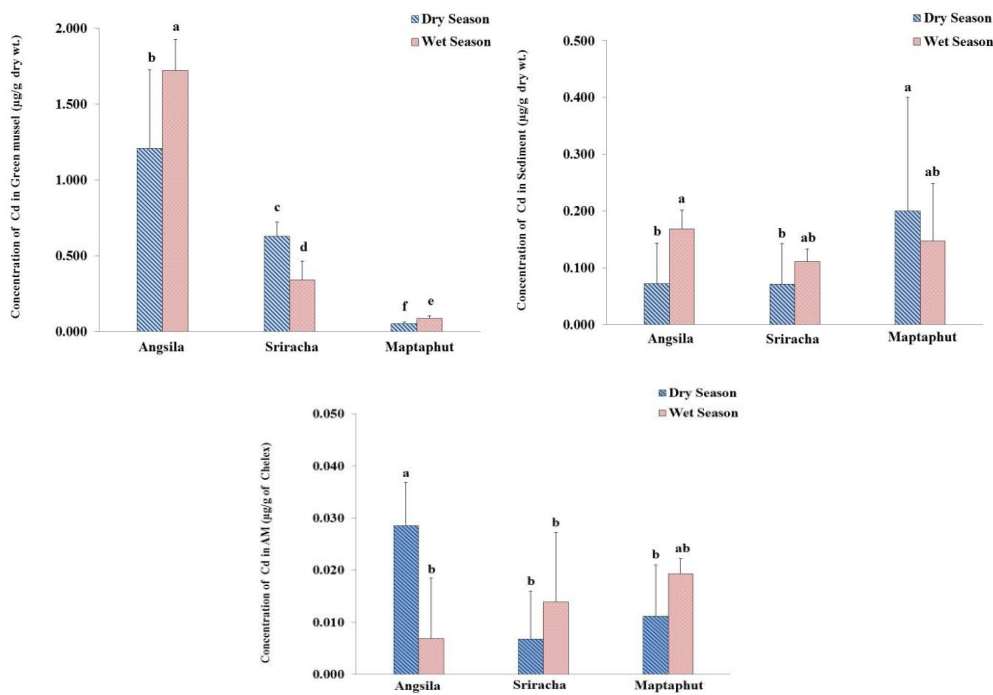 Dry Season
Wet Season
Concentration of Cd in Green mussel (µg/g dry wt.)
2.000
1.500
1.000
0.500
0.000
b
a
c
d
f
e
Angsila
Sriracha
Maptaphut
Dry Season
Wet Season
Concentration of Cd in Sediment (µg/g dry wt.)
0.500
0.400
0.300
0.200
0.100
0.000
b
a
b
ab
a
ab
Angsila
Sriracha
Maptaphut
Dry Season
Wet Season
Concentration of Cd in AM (µg/g of Chelex)
0.050
0.040
0.030
0.020
0.010
0.000
a
b
b
b
b
ab
Angsila
Sriracha
Maptaphut